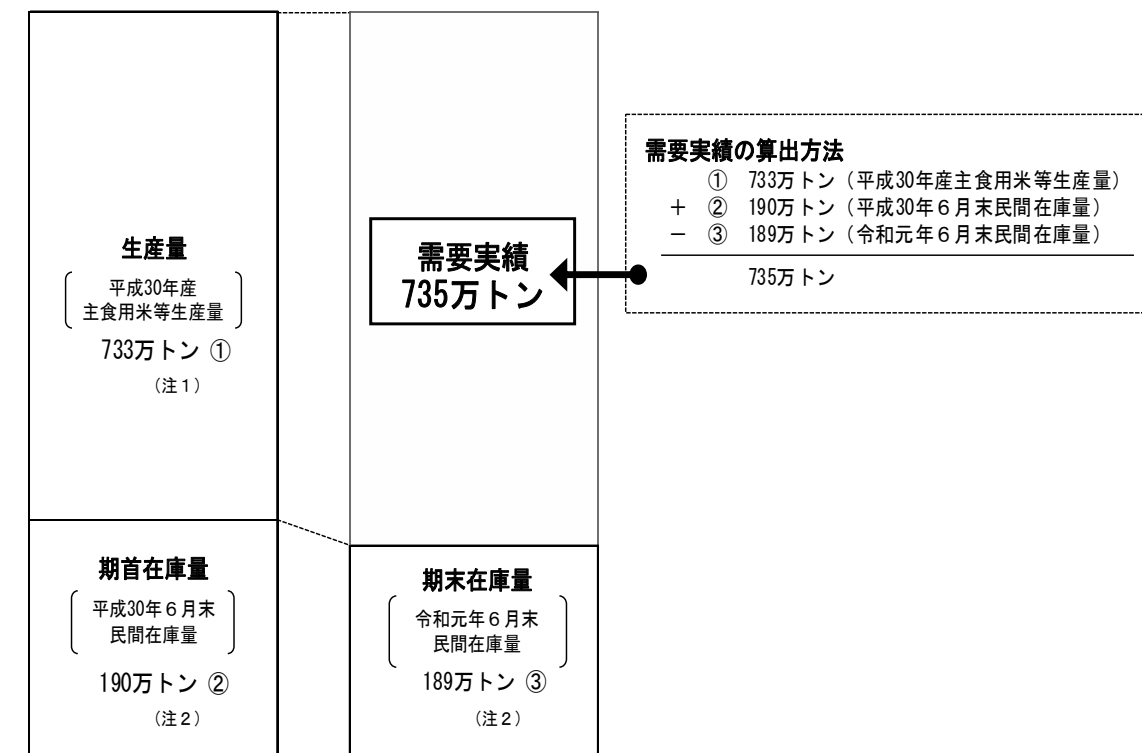 生産量
平成30年産
主食用米等生産量
733万トン ①
（注１）
期首在庫量
平成30年６月末
民間在庫量
190万トン ②
（注２）
需要実績
735万トン
期末在庫量
令和元年６月末
民間在庫量
189万トン ③
（注２）
需要実績の算出方法
① 733万トン（平成30年産主食用米等生産量）
＋ ② 190万トン（平成30年６月末民間在庫量）
－ ③ 189万トン（令和元年６月末民間在庫量）
735万トン